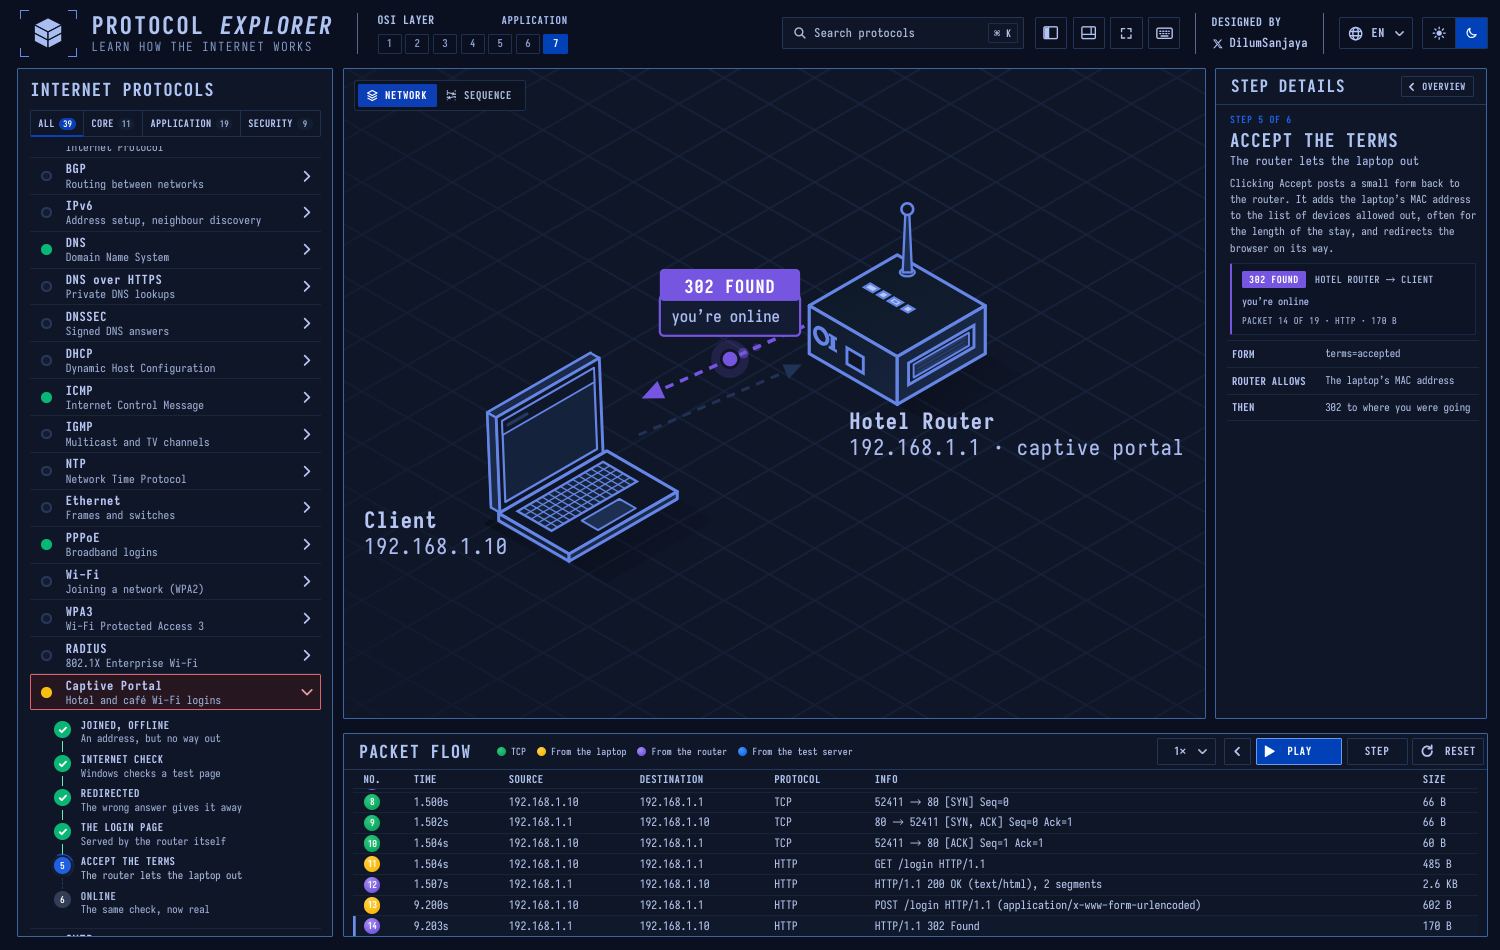 PROTOCOL EXPLORER
LEARN HOW THE INTERNET WORKS
OSI LAYER APPLICATION
1 2 3 4 5 6 7
Search protocols ⌘ K
DESIGNED BY
DilumSanjaya
EN
INTERNET PROTOCOLS
ALL 39 CORE 11 APPLICATION 19 SECURITY 9
Internet Protocol
BGP
Routing between networks
IPv6
Address setup, neighbour discovery
DNS
Domain Name System
DNS over HTTPS
Private DNS lookups
DNSSEC
Signed DNS answers
DHCP
Dynamic Host Configuration
ICMP
Internet Control Message
IGMP
Multicast and TV channels
NTP
Network Time Protocol
Ethernet
Frames and switches
PPPoE
Broadband logins
Wi-Fi
Joining a network (WPA2)
WPA3
Wi-Fi Protected Access 3
RADIUS
802.1X Enterprise Wi-Fi
Captive Portal
Hotel and café Wi-Fi logins
JOINED, OFFLINE
An address, but no way out
INTERNET CHECK
Windows checks a test page
REDIRECTED
The wrong answer gives it away
THE LOGIN PAGE
Served by the router itself
5 ACCEPT THE TERMS
The router lets the laptop out
6 ONLINE
The same check, now real
NETWORK SEQUENCE
302 FOUND
you're online
Hotel Router
192.168.1.1 · captive portal
Client
192.168.1.10
STEP DETAILS OVERVIEW
STEP 5 OF 6
ACCEPT THE TERMS
The router lets the laptop out
Clicking Accept posts a small form back to
the router. It adds the laptop's MAC address
to the list of devices allowed out, often for
the length of the stay, and redirects the
browser on its way.
302 FOUND HOTEL ROUTER → CLIENT
you're online
PACKET 14 OF 19 · HTTP · 170 B
FORM terms=accepted
ROUTER ALLOWS The laptop's MAC address
THEN 302 to where you were going
PACKET FLOW TCP From the laptop From the router From the test server 1× PLAY STEP RESET
NO. TIME SOURCE DESTINATION PROTOCOL INFO SIZE
8 1.500s 192.168.1.10 192.168.1.1 TCP 52411 → 80 [SYN] Seq=0 66 B
9 1.502s 192.168.1.1 192.168.1.10 TCP 80 → 52411 [SYN, ACK] Seq=0 Ack=1 66 B
10 1.504s 192.168.1.10 192.168.1.1 TCP 52411 → 80 [ACK] Seq=1 Ack=1 60 B
11 1.504s 192.168.1.10 192.168.1.1 HTTP GET /login HTTP/1.1 485 B
12 1.507s 192.168.1.1 192.168.1.10 HTTP HTTP/1.1 200 OK (text/html), 2 segments 2.6 KB
13 9.200s 192.168.1.10 192.168.1.1 HTTP POST /login HTTP/1.1 (application/x-www-form-urlencoded) 602 B
14 9.203s 192.168.1.1 192.168.1.10 HTTP HTTP/1.1 302 Found 170 B